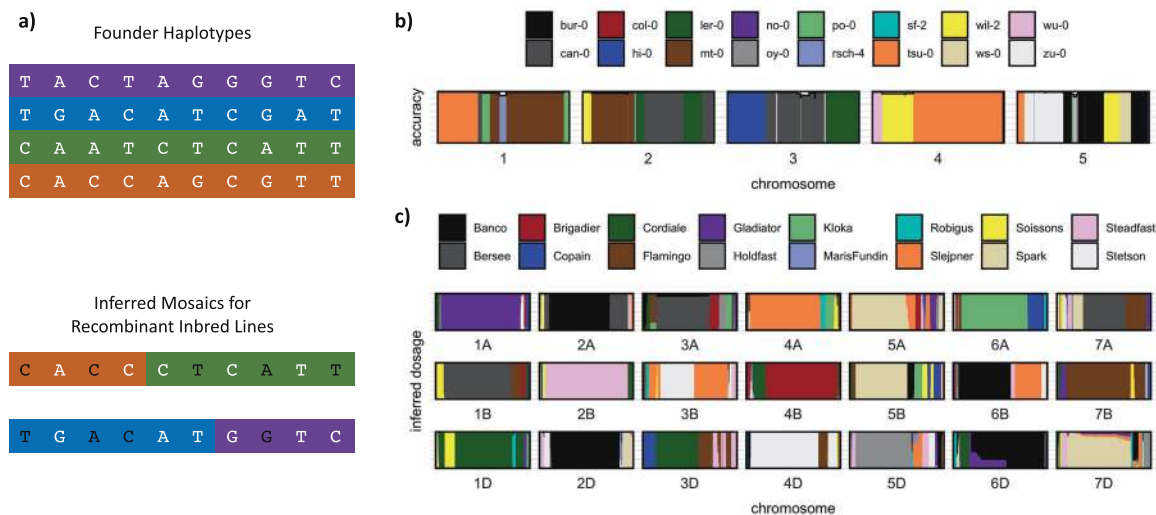 a)
Founder Haplotypes
T A C T A G G G T C
T G A C A T C G A T
C A A T C T C A T T
C A C C A G C G T T
Inferred Mosaics for
Recombinant Inbred Lines
C A C C C T C A T T
T G A C A T G G T C
b)
bur-0 col-0 ler-0 no-0 po-0 sf-2 wil-2 wu-0
can-0 hi-0 mt-0 oy-0 rsch-4 tsu-0 ws-0 zu-0
accuracy
1 2 3 4 5
chromosome
c)
Banco Brigadier Cordiale Gladiator Kloka Robigus Soissons Steadfast
Bersee Copain Flamingo Holdfast MarisFundin Slejpner Spark Stetson
inferred dosage
1A 2A 3A 4A 5A 6A 7A
1B 2B 3B 4B 5B 6B 7B
1D 2D 3D 4D 5D 6D 7D
chromosome